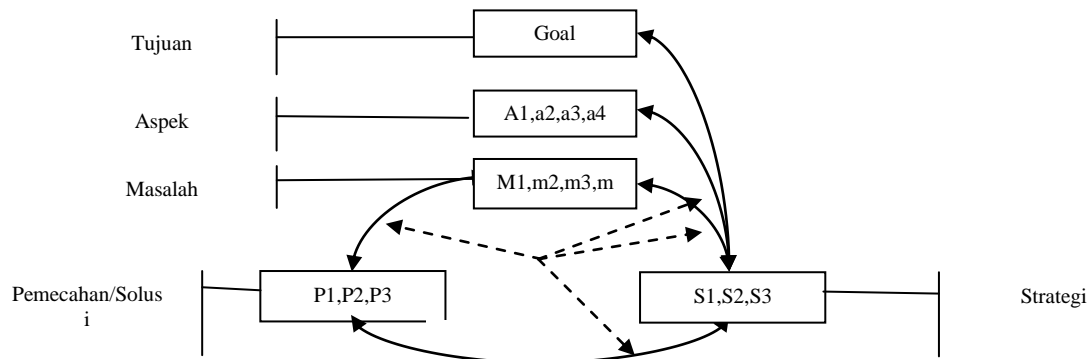 Tujuan
Goal
Aspek
A1,a2,a3,a4
Masalah
M1,m2,m3,m
Pemecahan/Solus
i
P1,P2,P3
S1,S2,S3
Strategi